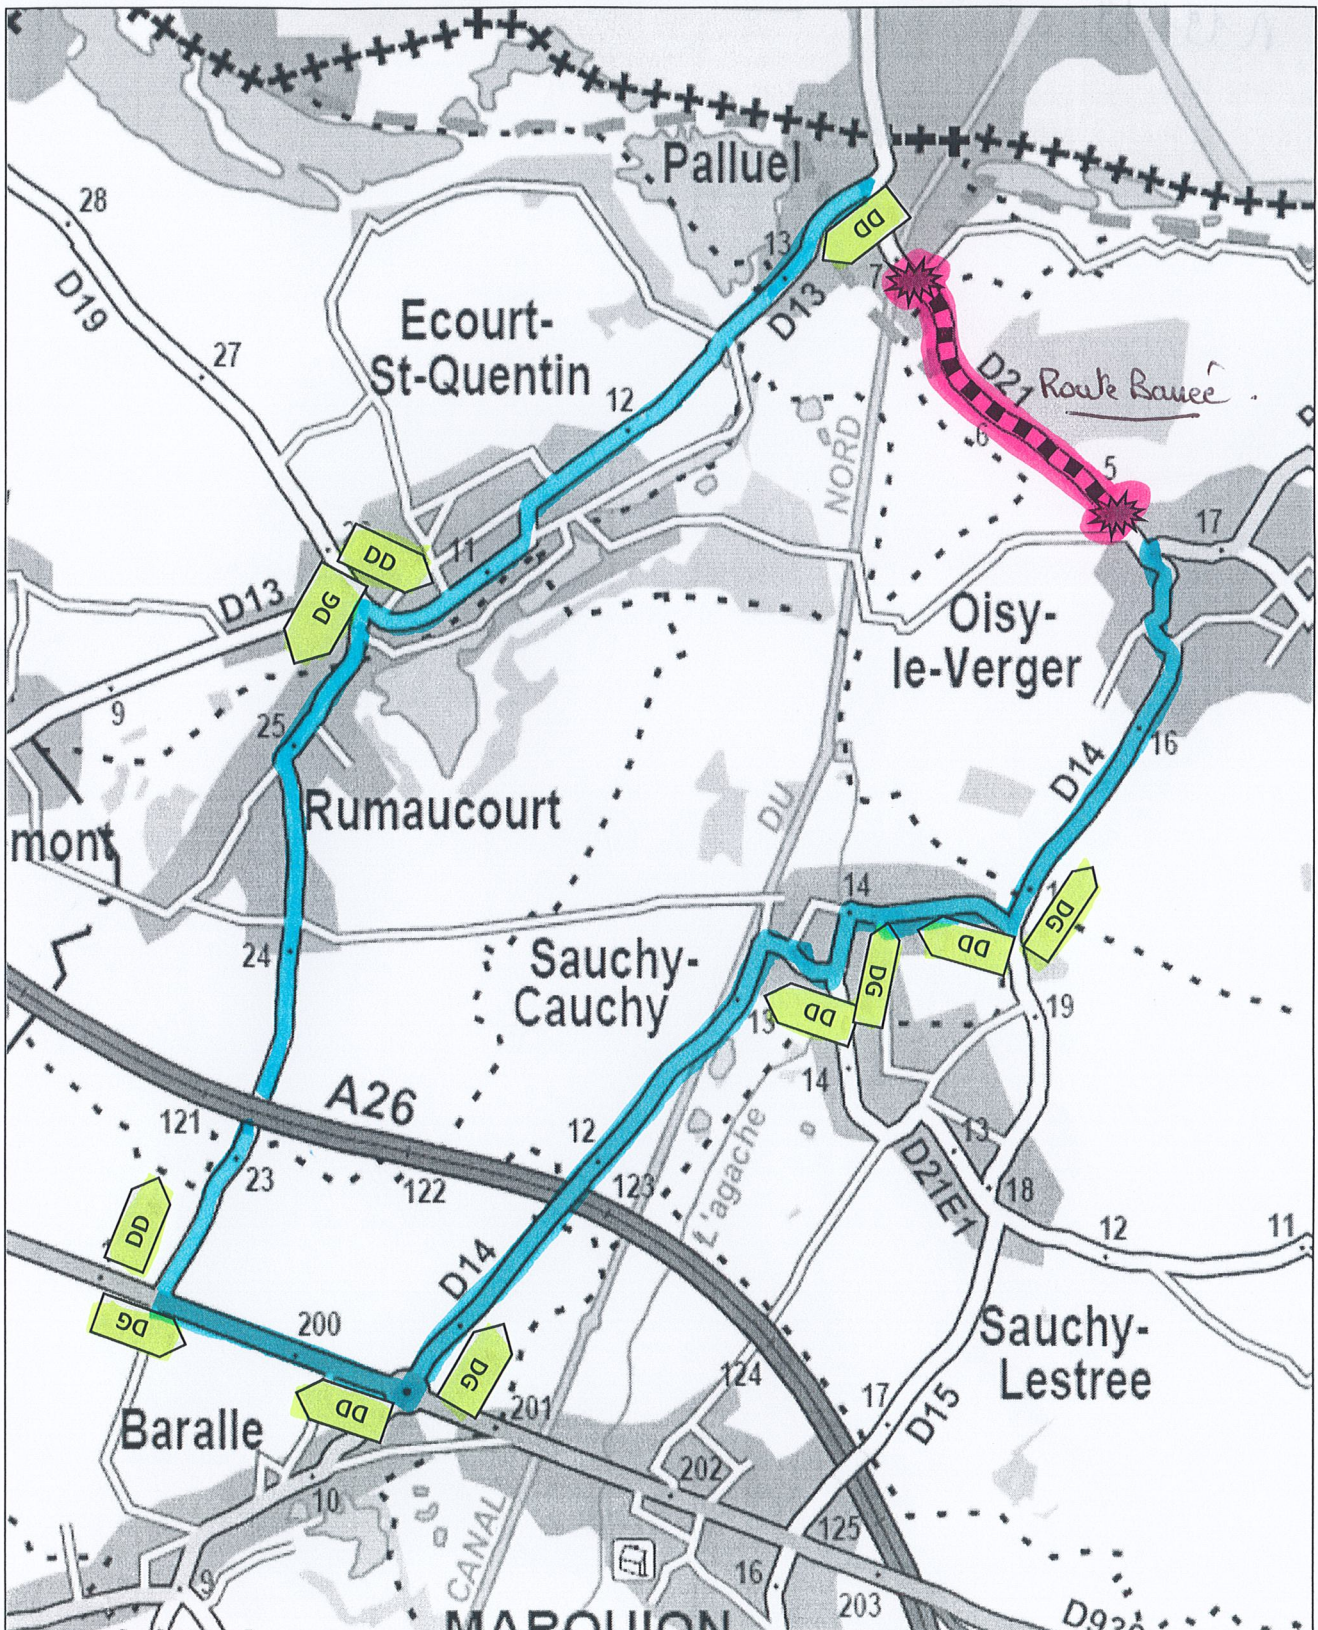 Palluel
28
DD
13
D19
7
D13
Ecourt-
St-Quentin
27
D21
Route Barrée.
12
6
NORD
5
17
11
DD
DG
D13
Oisy-
le-Verger
9
25
16
D14
DU
Rumaucourt
mont
14
DG
DD
24
Sauchy-
Cauchy
DG
DD
13
19
14
A26
121
12
13
23
122
123
L'agache
D21E1
18
12
11
DD
D14
DG
200
Sauchy-
Lestrée
124
DG
17
D15
DD
201
Baralle
202
10
125
CANAL
9
16
203
MARQUION